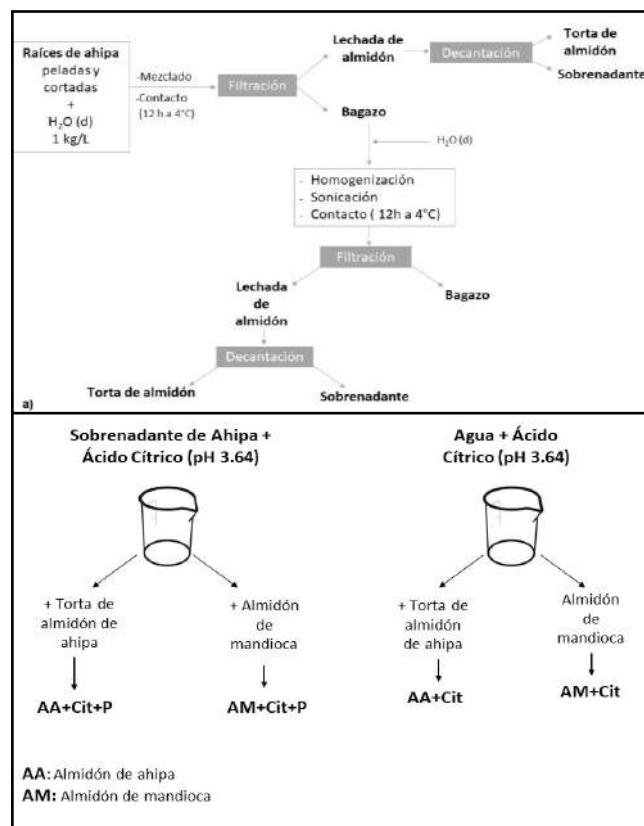 Raíces de ahipa
peladas y
cortadas
+
H₂O (d)
1 kg/L
-Mezclado
-Contacto
(12 h a 4°C)
Filtración
Lechada de
almidón
Decantación
Torta de
almidón
Sobrenadante
Bagazo
H₂O (d)
- Homogenización
- Sonicación
- Contacto ( 12h a 4°C)
Filtración
Lechada
de
almidón
Bagazo
Decantación
Torta de almidón
Sobrenadante
a)
Sobrenadante de Ahipa +
Ácido Cítrico (pH 3.64)
+ Torta de
almidón de
ahipa
+ Almidón
de
mandioca
AA+Cit+P
AM+Cit+P
Agua + Ácido
Cítrico (pH 3.64)
+ Torta de
almidón
de ahipa
Almidón
de
mandioca
AA+Cit
AM+Cit
AA: Almidón de ahipa
AM: Almidón de mandioca